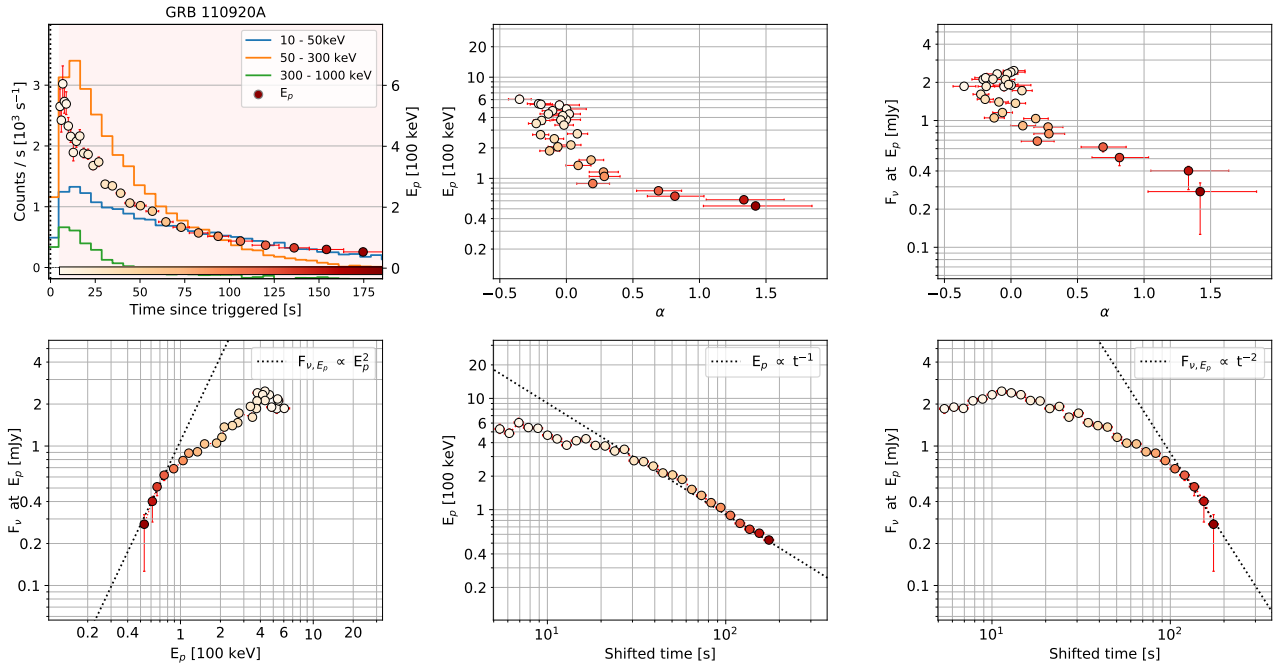 GRB 110920A
10 - 50keV
50 - 300 keV
300 - 1000 keV
E_p
Counts / s [10³ s⁻¹]
3
2
1
0
6
4
2
0
E_p [100 keV]
0 25 50 75 100 125 150 175
Time since triggered [s]
E_p [100 keV]
20
10
6
4
2
1
0.4
0.2
−0.5 0.0 0.5 1.0 1.5
α
F_ν at E_p [mJy]
4
2
1
0.4
0.2
0.1
−0.5 0.0 0.5 1.0 1.5
α
F_{ν,E_p} ∝ E_p²
F_ν at E_p [mJy]
4
2
1
0.4
0.2
0.1
0.2 0.4 1 2 4 6 10 20
E_p [100 keV]
E_p ∝ t⁻¹
E_p [100 keV]
20
10
6
4
2
1
0.4
0.2
10¹ 10²
Shifted time [s]
F_{ν,E_p} ∝ t⁻²
F_ν at E_p [mJy]
4
2
1
0.4
0.2
0.1
10¹ 10²
Shifted time [s]